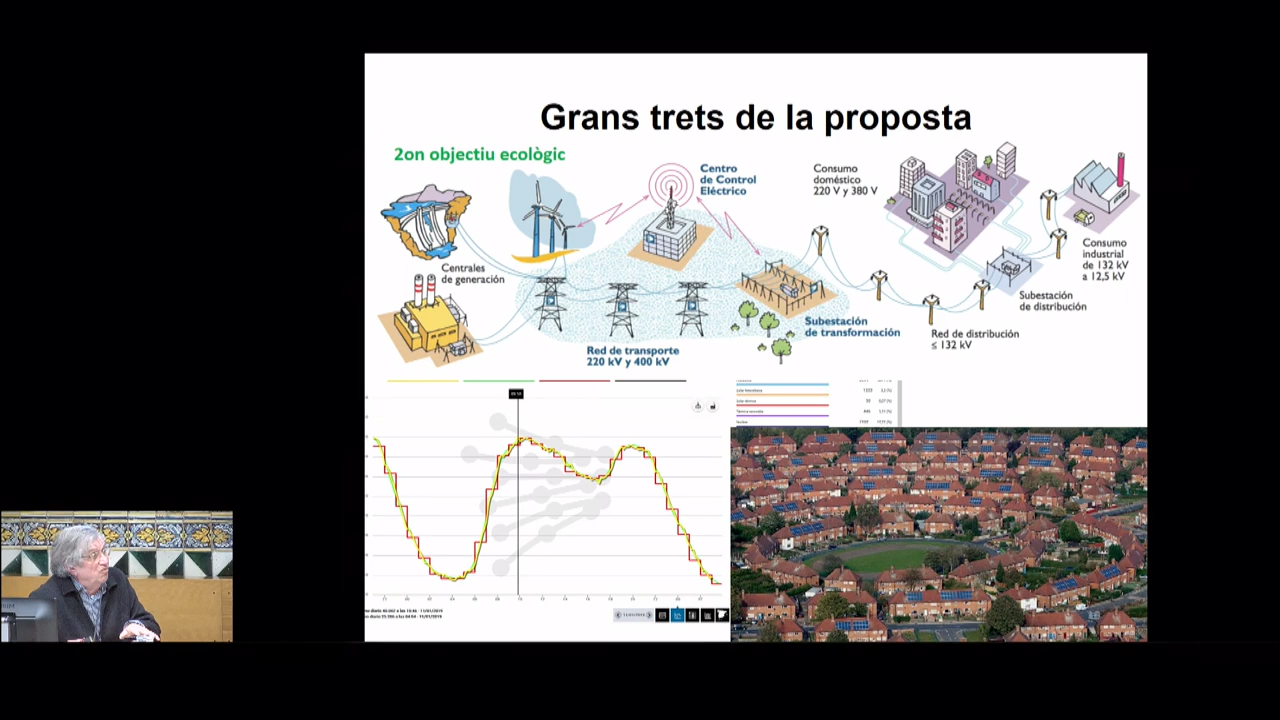 Grans trets de la proposta
2on objectiu ecològic
Centro
de Control
Eléctrico
Consumo
doméstico
220 V y 380 V
Centrales
de generación
Consumo
industrial
de 132 kV
a 12,5 kV
Subestación
de distribución
Subestación
de transformación
Red de distribución
≤ 132 kV
Red de transporte
220 kV y 400 kV